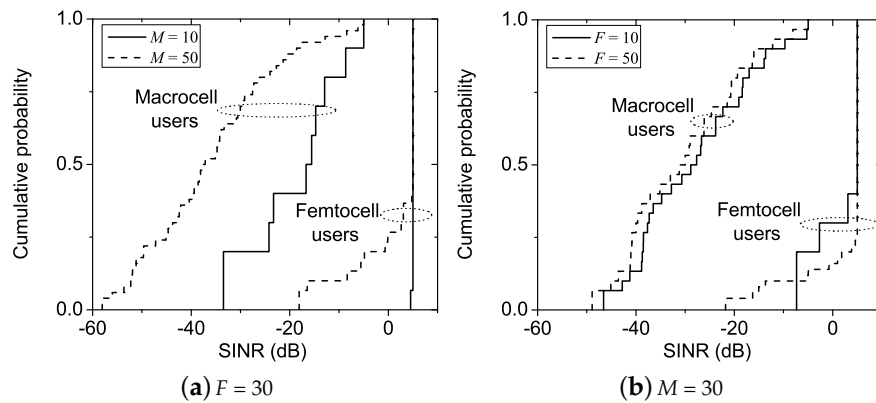 1.0
M = 10
M = 50
Macrocell
users
0.5
Femtocell
users
0.0
-60
-40
-20
0
Cumulative probability
SINR (dB)
(a) F = 30
1.0
F = 10
F = 50
Macrocell
users
0.5
Femtocell
users
0.0
-60
-40
-20
0
Cumulative probability
SINR (dB)
(b) M = 30